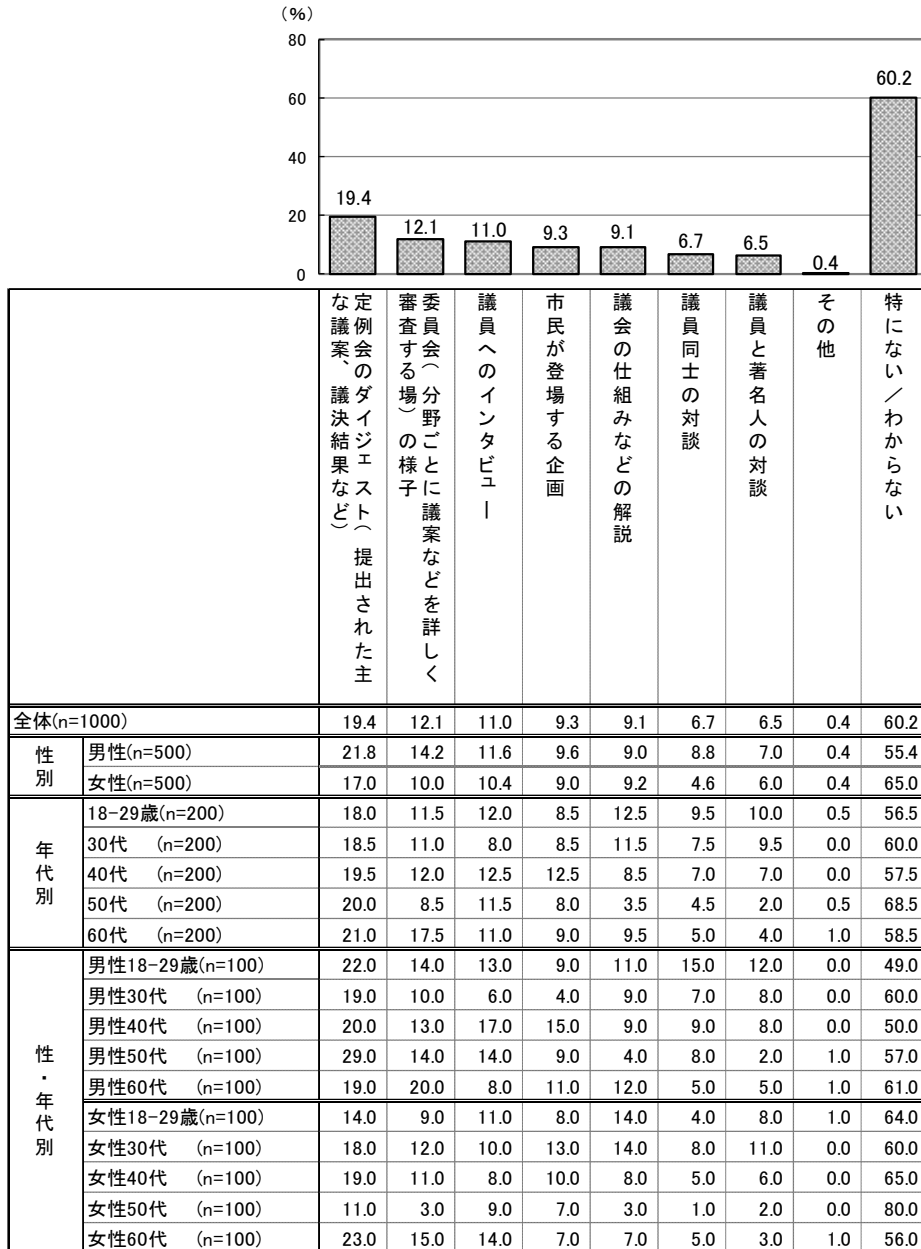 (%)
80
60
40
20
0
19.4
12.1
11.0
9.3
9.1
6.7
6.5
0.4
60.2
定例会のダイジェスト（提出された主
な議案、議決結果など）
委員会（分野ごとに議案などを詳しく
審査する場）の様子
議員へのインタビュー
市民が登場する企画
議会の仕組みなどの解説
議員同士の対談
議員と著名人の対談
その他
特にない／わからない
全体(n=1000) 19.4 12.1 11.0 9.3 9.1 6.7 6.5 0.4 60.2
性別
男性(n=500) 21.8 14.2 11.6 9.6 9.0 8.8 7.0 0.4 55.4
女性(n=500) 17.0 10.0 10.4 9.0 9.2 4.6 6.0 0.4 65.0
年代別
18-29歳(n=200) 18.0 11.5 12.0 8.5 12.5 9.5 10.0 0.5 56.5
30代 (n=200) 18.5 11.0 8.0 8.5 11.5 7.5 9.5 0.0 60.0
40代 (n=200) 19.5 12.0 12.5 12.5 8.5 7.0 7.0 0.0 57.5
50代 (n=200) 20.0 8.5 11.5 8.0 3.5 4.5 2.0 0.5 68.5
60代 (n=200) 21.0 17.5 11.0 9.0 9.5 5.0 4.0 1.0 58.5
性・年代別
男性18-29歳(n=100) 22.0 14.0 13.0 9.0 11.0 15.0 12.0 0.0 49.0
男性30代 (n=100) 19.0 10.0 6.0 4.0 9.0 7.0 8.0 0.0 60.0
男性40代 (n=100) 20.0 13.0 17.0 15.0 9.0 9.0 8.0 0.0 50.0
男性50代 (n=100) 29.0 14.0 14.0 9.0 4.0 8.0 2.0 1.0 57.0
男性60代 (n=100) 19.0 20.0 8.0 11.0 12.0 5.0 5.0 1.0 61.0
女性18-29歳(n=100) 14.0 9.0 11.0 8.0 14.0 4.0 8.0 1.0 64.0
女性30代 (n=100) 18.0 12.0 10.0 13.0 14.0 8.0 11.0 0.0 60.0
女性40代 (n=100) 19.0 11.0 8.0 10.0 8.0 5.0 6.0 0.0 65.0
女性50代 (n=100) 11.0 3.0 9.0 7.0 3.0 1.0 2.0 0.0 80.0
女性60代 (n=100) 23.0 15.0 14.0 7.0 7.0 5.0 3.0 1.0 56.0